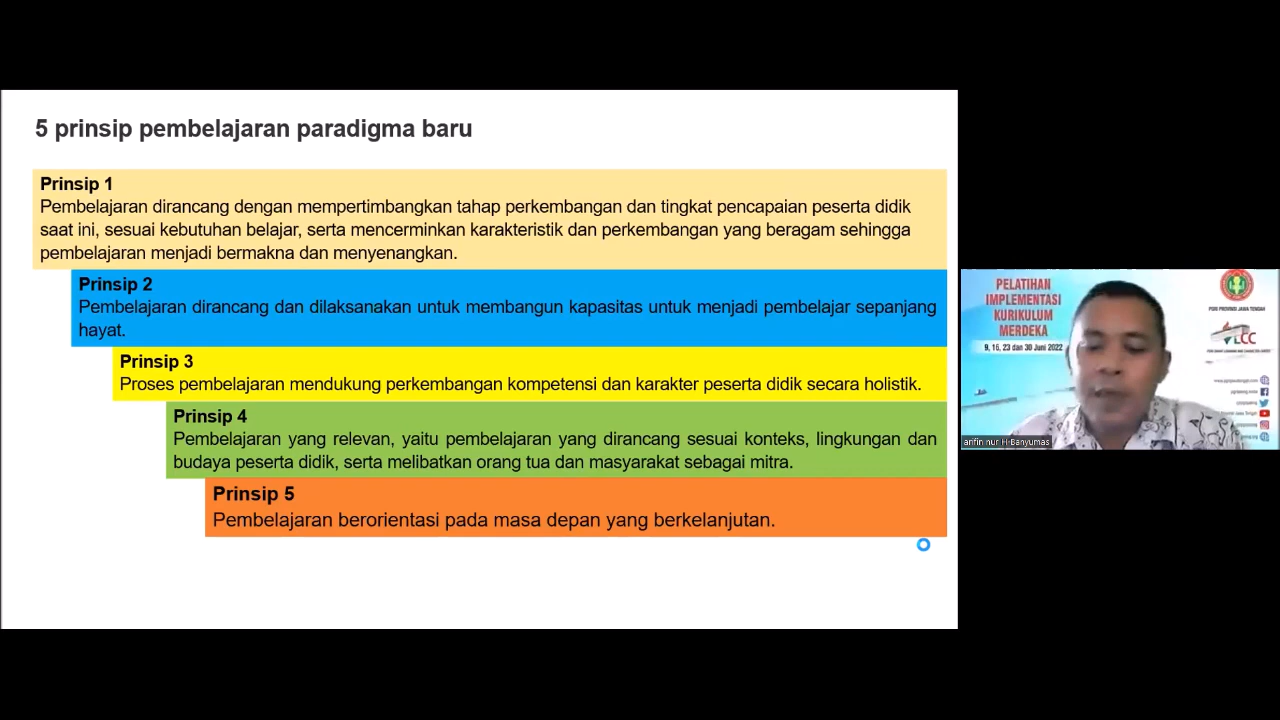 5 prinsip pembelajaran paradigma baru
Prinsip 1
Pembelajaran dirancang dengan mempertimbangkan tahap perkembangan dan tingkat pencapaian peserta didik
saat ini, sesuai kebutuhan belajar, serta mencerminkan karakteristik dan perkembangan yang beragam sehingga
pembelajaran menjadi bermakna dan menyenangkan.
Prinsip 2
Pembelajaran dirancang dan dilaksanakan untuk membangun kapasitas untuk menjadi pembelajar sepanjang
hayat.
Prinsip 3
Proses pembelajaran mendukung perkembangan kompetensi dan karakter peserta didik secara holistik.
Prinsip 4
Pembelajaran yang relevan, yaitu pembelajaran yang dirancang sesuai konteks, lingkungan dan
budaya peserta didik, serta melibatkan orang tua dan masyarakat sebagai mitra.
Prinsip 5
Pembelajaran berorientasi pada masa depan yang berkelanjutan.
PELATIHAN
IMPLEMENTASI
KURIKULUM
MERDEKA
9, 16, 23 dan 30 Juni 2022
PGRI PROVINSI JAWA TENGAH
arifin nur H-Banyumas